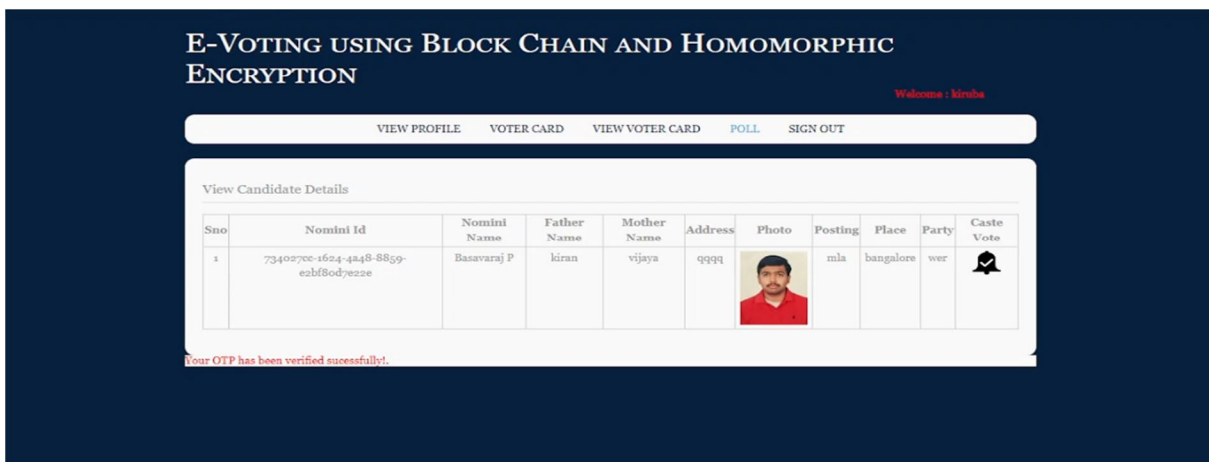 E-Voting using Block Chain and Homomorphic
Encryption
Welcome : kiruba
VIEW PROFILE VOTER CARD VIEW VOTER CARD POLL SIGN OUT
View Candidate Details
Sno Nomini Id Nomini Name Father Name Mother Name Address Photo Posting Place Party Caste Vote
1 734027cc-1624-4a48-8859-e2bf80d7e22e Basavaraj P kiran vijaya qqqq mla bangalore wer
Your OTP has been verified sucessfully!.